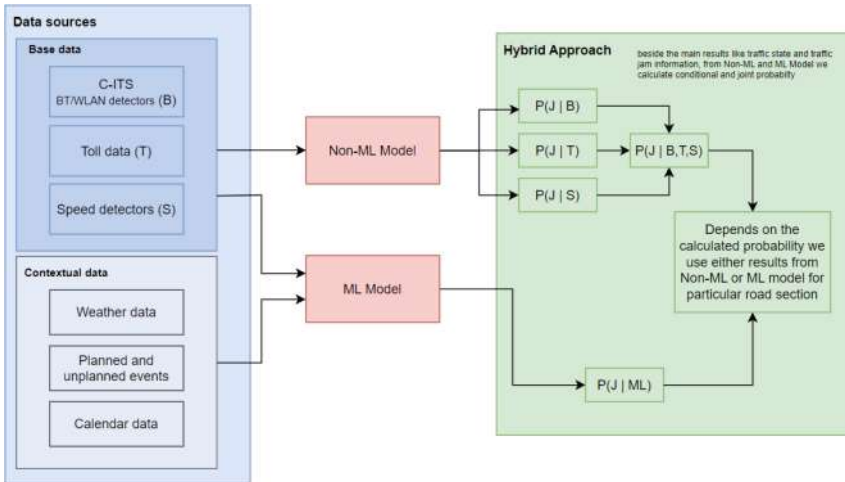 Data sources
Base data
C-ITS
BT/WLAN detectors (B)
Toll data (T)
Speed detectors (S)
Contextual data
Weather data
Planned and
unplanned events
Calendar data
Non-ML Model
ML Model
Hybrid Approach
beside the main results like traffic state and traffic
jam information, from Non-ML and ML Model we
calculate conditional and joint probabilty
P(J | B)
P(J | T)
P(J | S)
P(J | B,T,S)
Depends on the
calculated probability we
use either results from
Non-ML or ML model for
particular road section
P(J | ML)